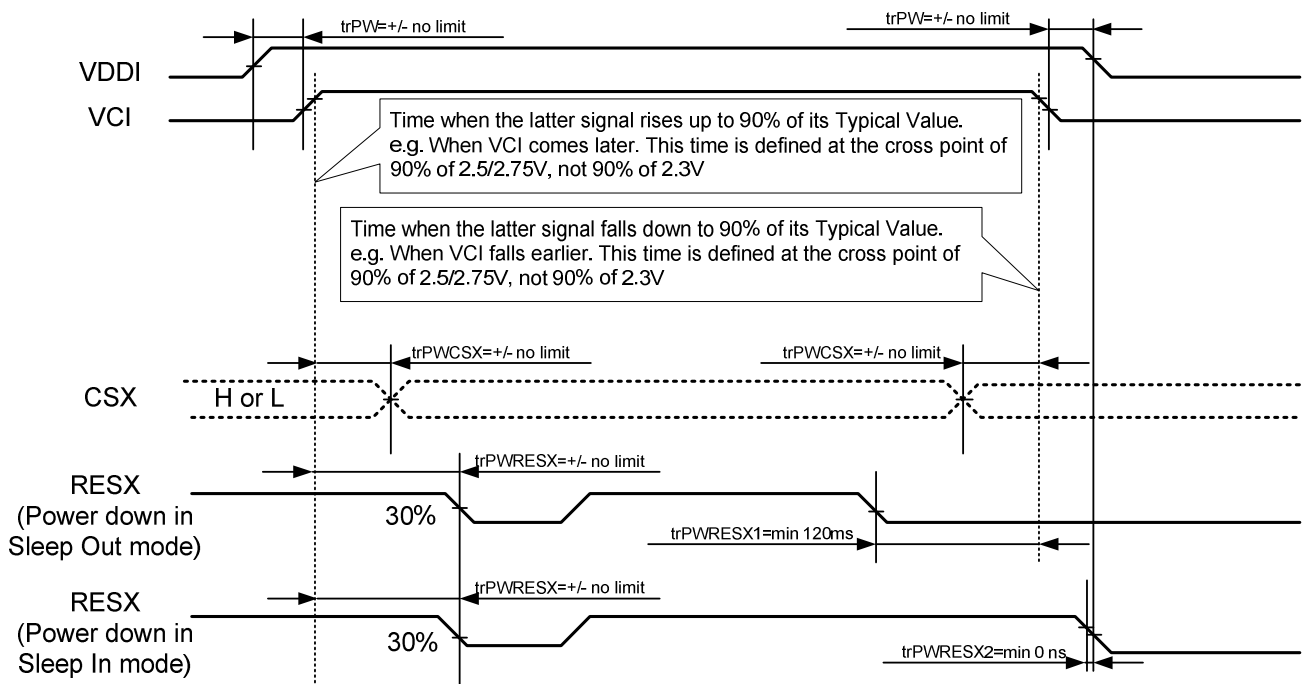 trPW=+/- no limit
trPW=+/- no limit
VDDI
VCI
Time when the latter signal rises up to 90% of its Typical Value.
e.g. When VCI comes later. This time is defined at the cross point of
90% of 2.5/2.75V, not 90% of 2.3V
Time when the latter signal falls down to 90% of its Typical Value.
e.g. When VCI falls earlier. This time is defined at the cross point of
90% of 2.5/2.75V, not 90% of 2.3V
trPWCSX=+/- no limit
trPWCSX=+/- no limit
CSX
H or L
trPWRESX=+/- no limit
RESX
(Power down in
Sleep Out mode)
30%
trPWRESX1=min 120ms
trPWRESX=+/- no limit
RESX
(Power down in
Sleep In mode)
30%
trPWRESX2=min 0 ns